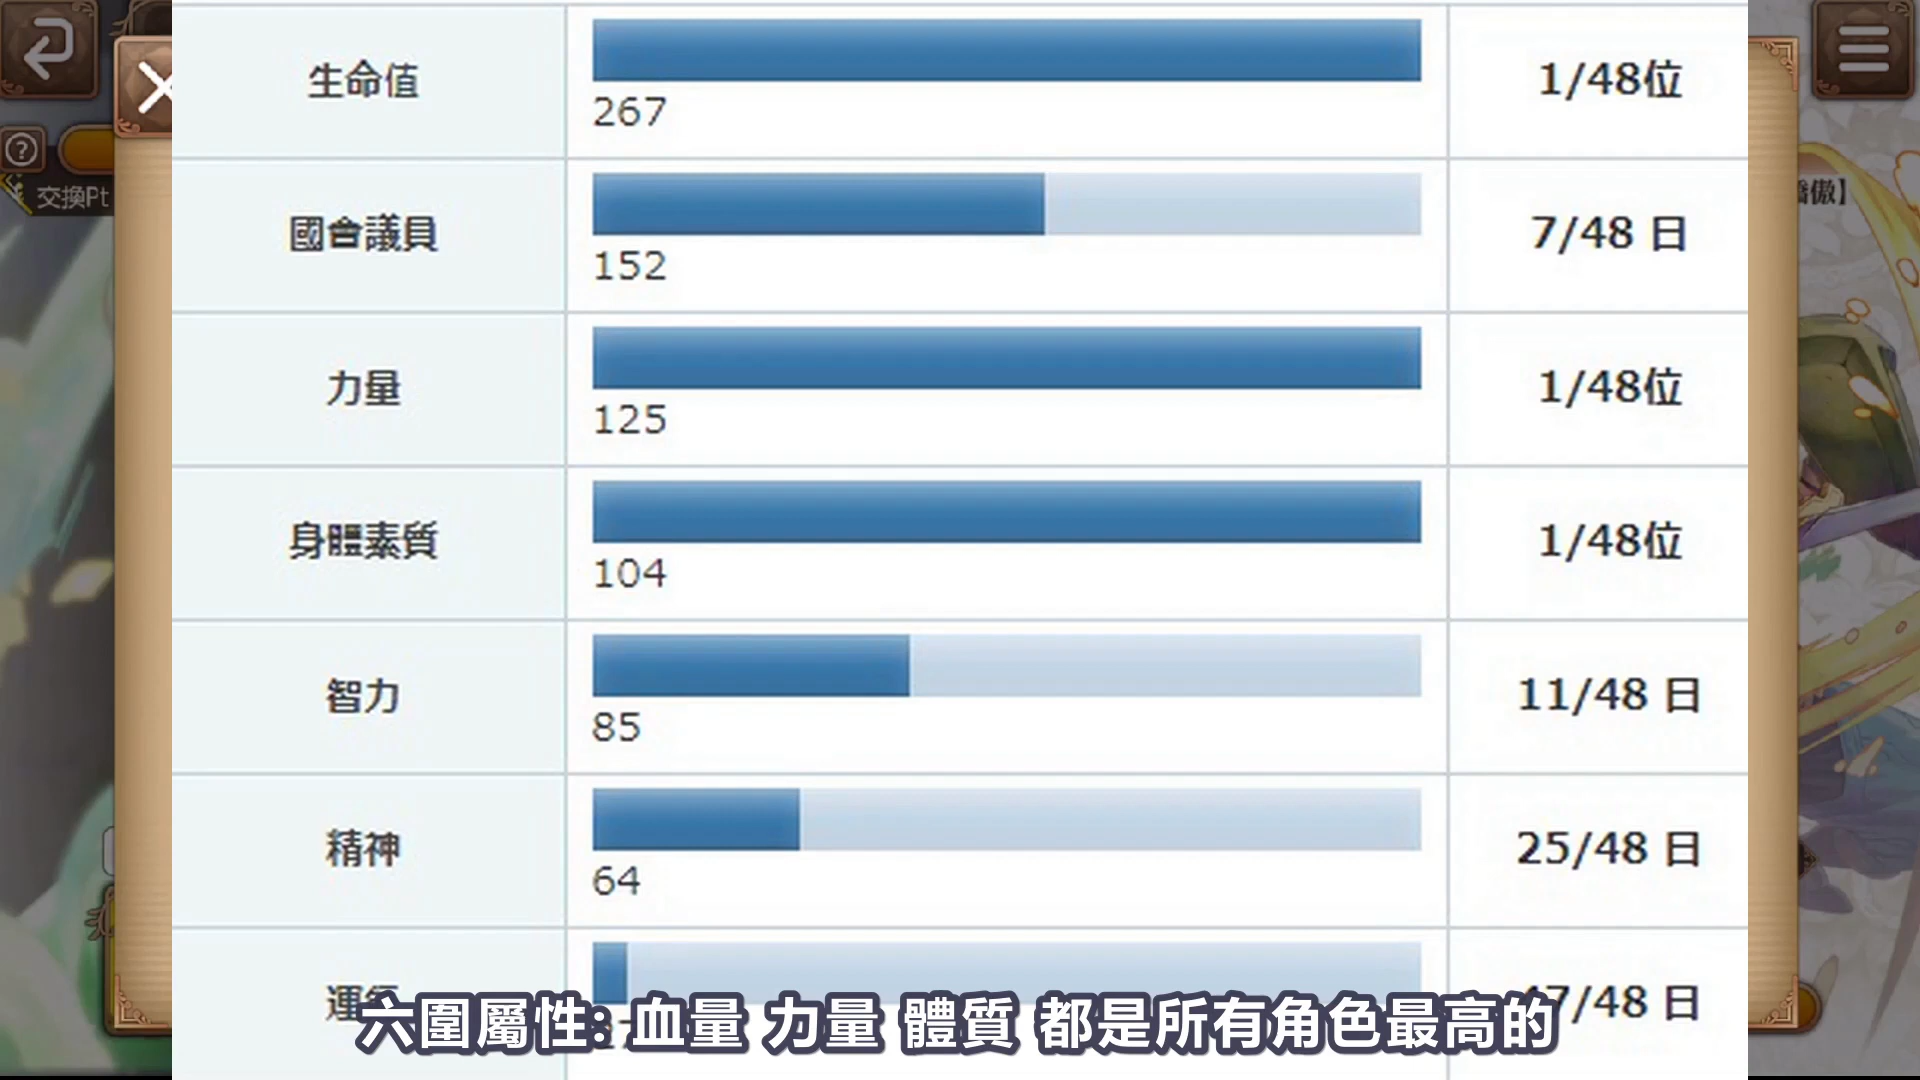 生命值
267
1/48位
交換Pt
國會議員
152
7/48 日
傲】
力量
125
1/48位
身體素質
104
1/48位
智力
85
11/48 日
精神
64
25/48 日
47/48 日
六圍屬性: 血量 力量 體質 都是所有角色最高的